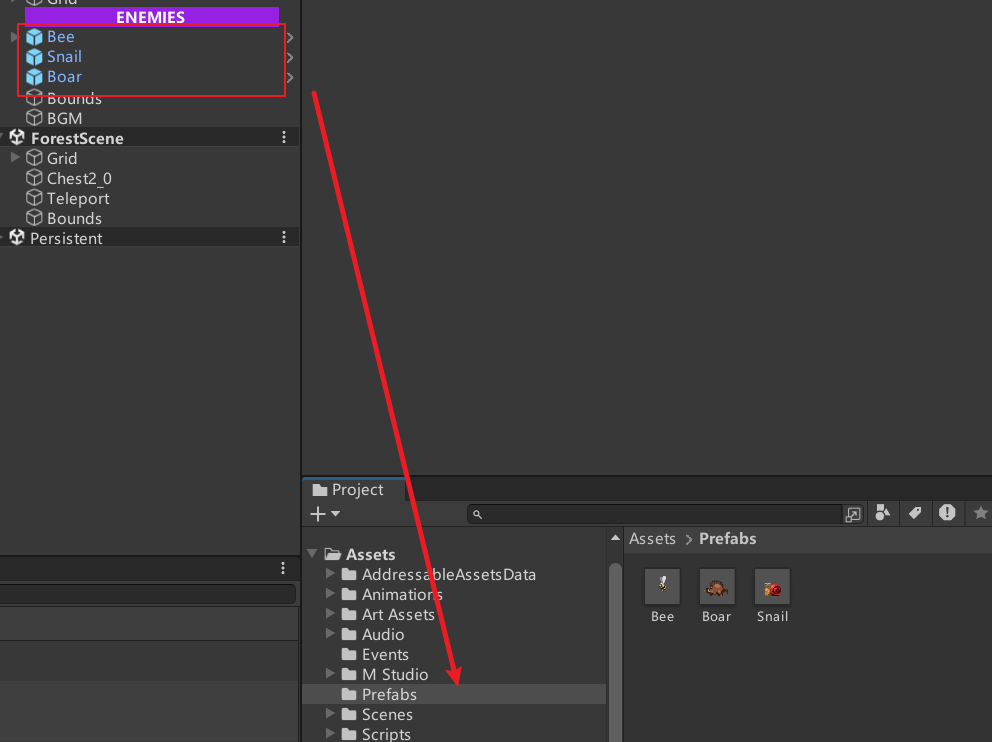 Grid
ENEMIES
Bee
Snail
Boar
Bounds
BGM
ForestScene
Grid
Chest2_0
Teleport
Bounds
Persistent
Project
Assets
AddressableAssetsData
Animations
Art Assets
Audio
Events
M Studio
Prefabs
Scenes
Scripts
Assets > Prefabs
Bee Boar Snail